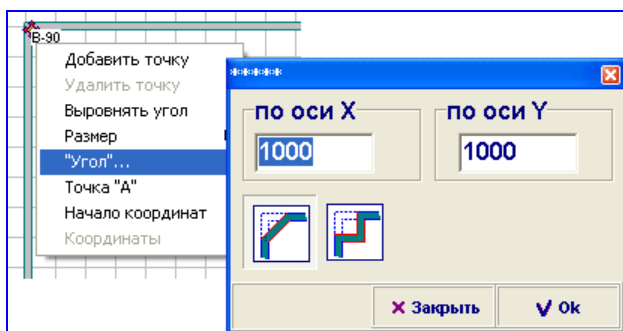 B-90
Добавить точку
Удалить точку
Выровнять угол
Размер
"Угол"...
Точка "А"
Начало координат
Координаты
******
по оси X
по оси Y
1000
1000
Закрыть
Ok